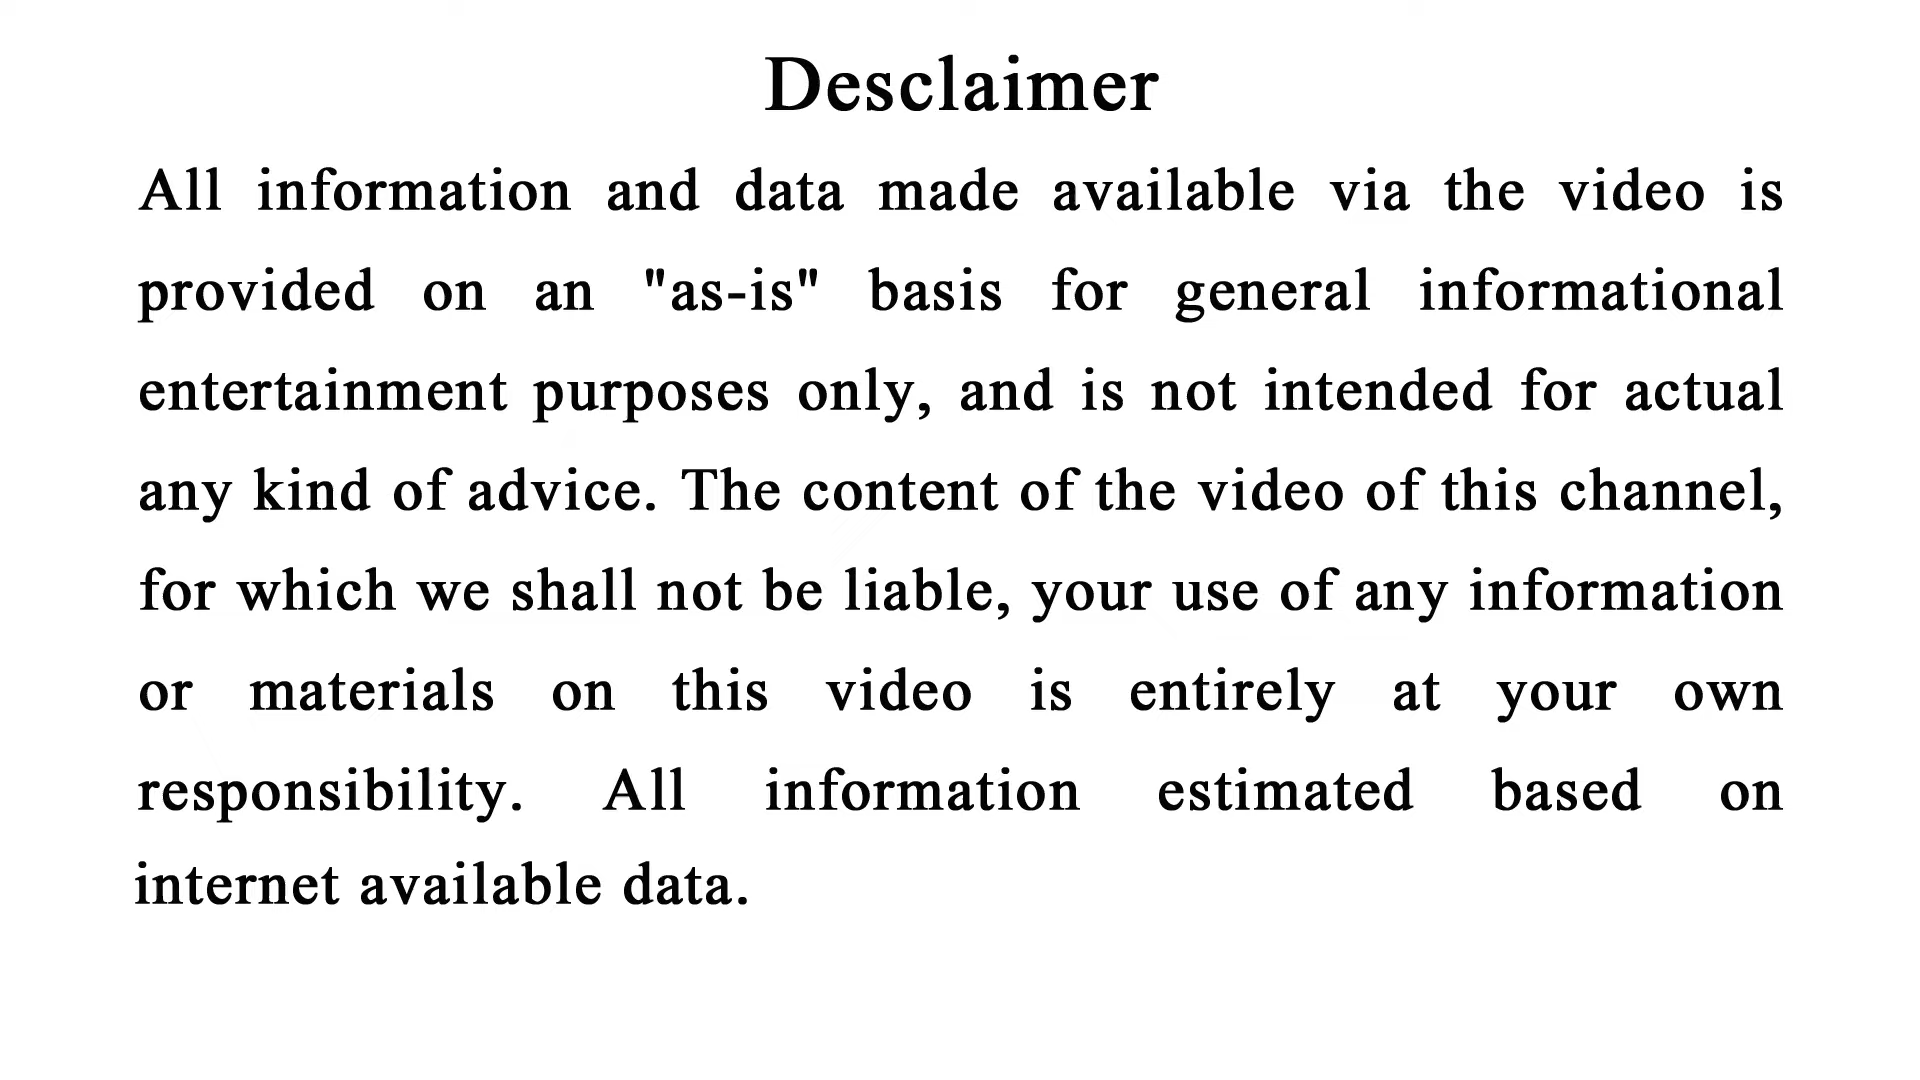 Desclaimer
All information and data made available via the video is
provided on an "as-is" basis for general informational
entertainment purposes only, and is not intended for actual
any kind of advice. The content of the video of this channel,
for which we shall not be liable, your use of any information
or materials on this video is entirely at your own
responsibility. All information estimated based on
internet available data.